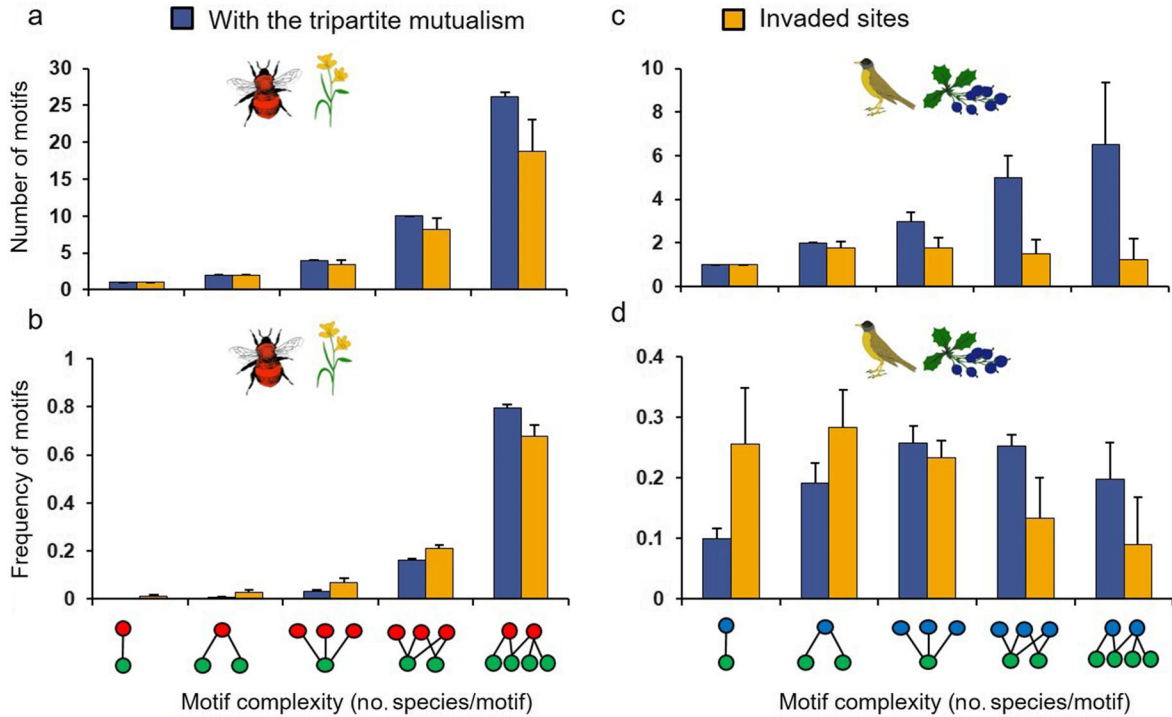 a
With the tripartite mutualism
c
Invaded sites
Number of motifs
30
25
20
15
10
5
0
10
8
6
4
2
0
b
d
Frequency of motifs
1
0.8
0.6
0.4
0.2
0
0.4
0.3
0.2
0.1
0
Motif complexity (no. species/motif)
Motif complexity (no. species/motif)